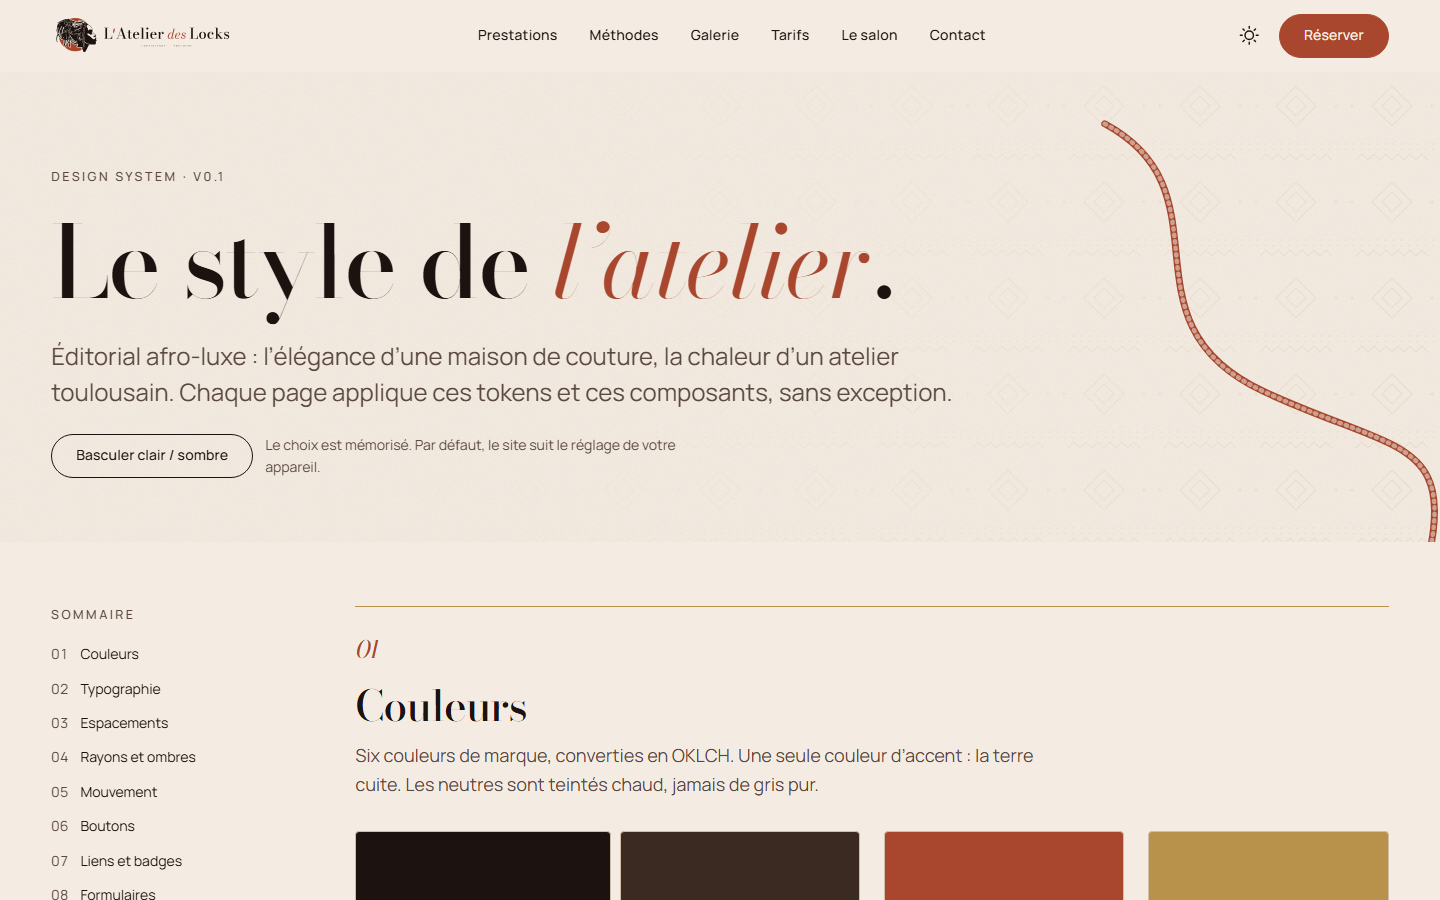 L'Atelier des Locks
Prestations
Méthodes
Galerie
Tarifs
Le salon
Contact
Réserver
DESIGN SYSTEM · V0.1
Le style de l’atelier.
Éditorial afro-luxe : l’élégance d’une maison de couture, la chaleur d’un atelier
toulousain. Chaque page applique ces tokens et ces composants, sans exception.
Basculer clair / sombre
Le choix est mémorisé. Par défaut, le site suit le réglage de votre
appareil.
SOMMAIRE
01 Couleurs
02 Typographie
03 Espacements
04 Rayons et ombres
05 Mouvement
06 Boutons
07 Liens et badges
08 Formulaires
01
Couleurs
Six couleurs de marque, converties en OKLCH. Une seule couleur d’accent : la terre
cuite. Les neutres sont teintés chaud, jamais de gris pur.